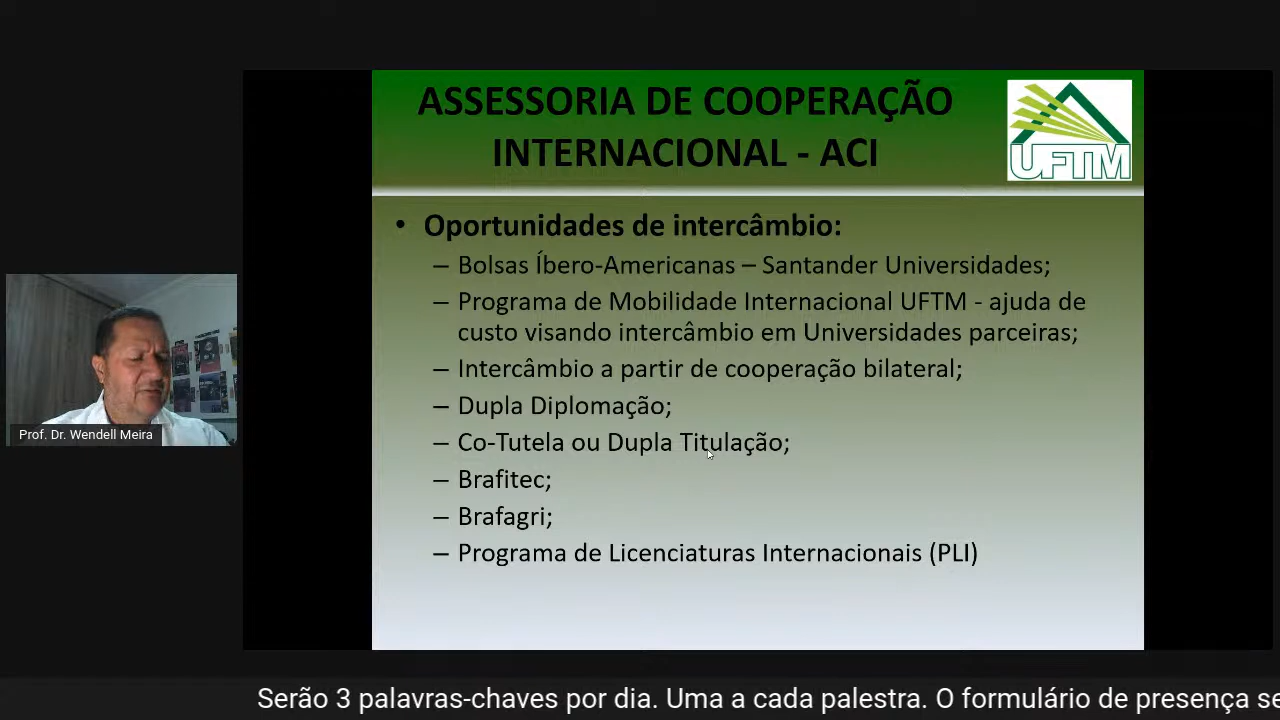 ASSESSORIA DE COOPERAÇÃO
INTERNACIONAL - ACI
UFTM
• Oportunidades de intercâmbio:
– Bolsas Íbero-Americanas – Santander Universidades;
– Programa de Mobilidade Internacional UFTM - ajuda de
custo visando intercâmbio em Universidades parceiras;
– Intercâmbio a partir de cooperação bilateral;
– Dupla Diplomação;
– Co-Tutela ou Dupla Titulação;
– Brafitec;
– Brafagri;
– Programa de Licenciaturas Internacionais (PLI)
Prof. Dr. Wendell Meira
Serão 3 palavras-chaves por dia. Uma a cada palestra. O formulário de presença se